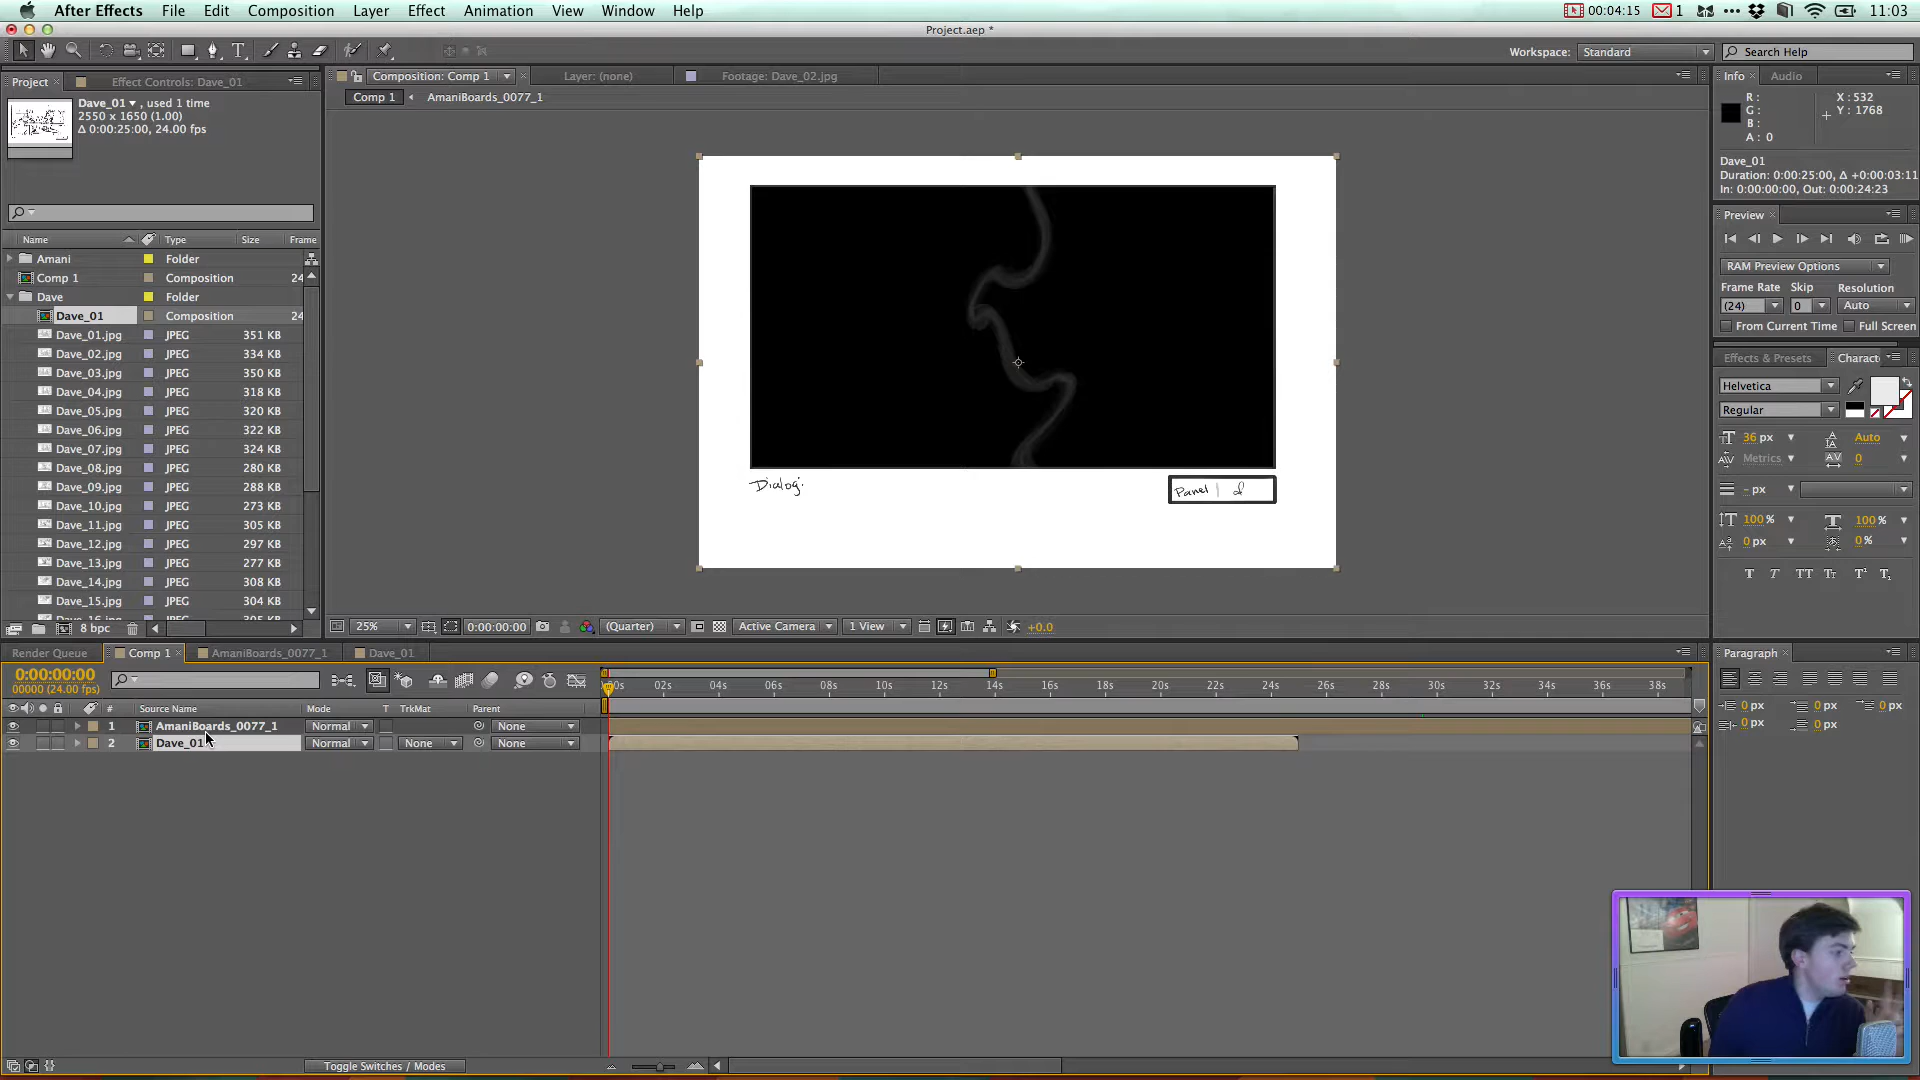 After Effects File Edit Composition Layer Effect Animation View Window Help 00:04:15 1 11:03
Project.aep *
T Workspace: Standard Search Help
Project Effect Controls: Dave_01 Composition: Comp 1 Layer: (none) Footage: Dave_02.jpg Info Audio
Comp 1 AmaniBoards_0077_1
Dave_01 , used 1 time
2550 x 1650 (1.00)
Δ 0:00:25:00, 24.00 fps
R : X : 532
G : Y : 1768
B :
A : 0
Dave_01
Duration: 0:00:25:00, Δ +0:00:03:11
In: 0:00:00:00, Out: 0:00:24:23
Preview
RAM Preview Options
Frame Rate Skip Resolution
(24) 0 Auto
From Current Time Full Screen
Effects & Presets Charact
Helvetica
Regular
36 px Auto
Metrics 0
- px
100 % 100 %
0 px 0 %
T T TT Tt T¹ T₁
Name Type Size Frame
Amani Folder
Comp 1 Composition 24
Dave Folder
Dave_01 Composition 24
Dave_01.jpg JPEG 351 KB
Dave_02.jpg JPEG 334 KB
Dave_03.jpg JPEG 350 KB
Dave_04.jpg JPEG 318 KB
Dave_05.jpg JPEG 320 KB
Dave_06.jpg JPEG 322 KB
Dave_07.jpg JPEG 324 KB
Dave_08.jpg JPEG 280 KB
Dave_09.jpg JPEG 288 KB
Dave_10.jpg JPEG 273 KB
Dave_11.jpg JPEG 305 KB
Dave_12.jpg JPEG 297 KB
Dave_13.jpg JPEG 277 KB
Dave_14.jpg JPEG 308 KB
Dave_15.jpg JPEG 304 KB
8 bpc
Dialog:
Panel 1 of
25% 0:00:00:00 (Quarter) Active Camera 1 View +0.0
Render Queue Comp 1 AmaniBoards_0077_1 Dave_01
0:00:00:00
00000 (24.00 fps)
00s 02s 04s 06s 08s 10s 12s 14s 16s 18s 20s 22s 24s 26s 28s 30s 32s 34s 36s 38s
# Source Name Mode T TrkMat Parent
1 AmaniBoards_0077_1 Normal None
2 Dave_01 Normal None None
Toggle Switches / Modes
Paragraph
0 px 0 px 0 px
0 px 0 px